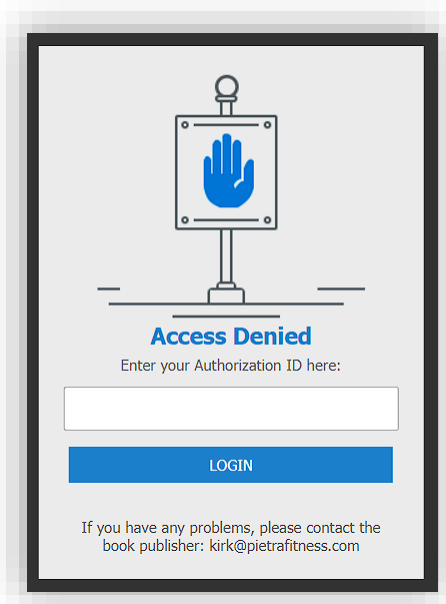 Access Denied
Enter your Authorization ID here:
LOGIN
If you have any problems, please contact the
book publisher: kirk@pietrafitness.com